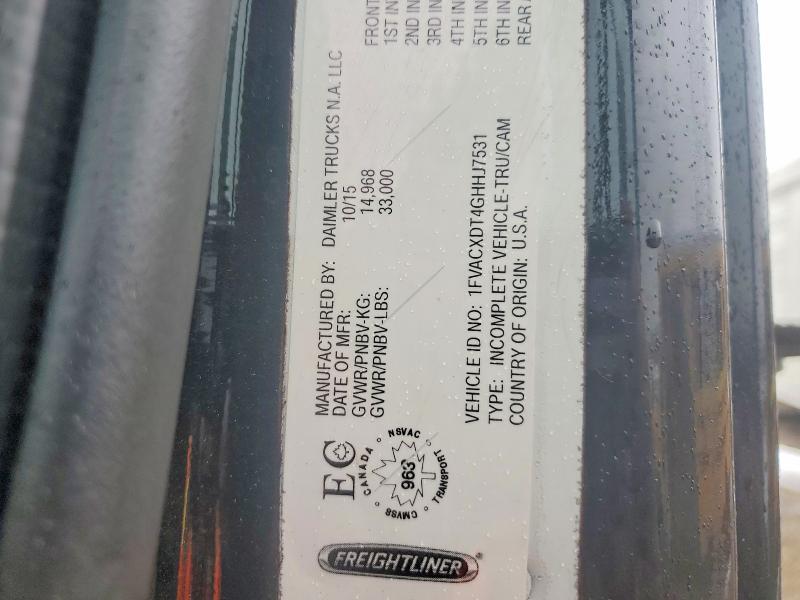 FREIGHTLINER®
EC
CANADA
NSVAC
TRANSPORT
CMVSS
963
MANUFACTURED BY: DAIMLER TRUCKS N.A. LLC
DATE OF MFR: 10/15
GVWR/PNBV-KG: 14,968
GVWR/PNBV-LBS: 33,000
FRONT
1ST IN
2ND IN
3RD IN
4TH IN
5TH IN
6TH IN
REAR
VEHICLE ID NO: 1FVACXDT4GHHJ7531
TYPE: INCOMPLETE VEHICLE-TRU/CAM
COUNTRY OF ORIGIN: U.S.A.